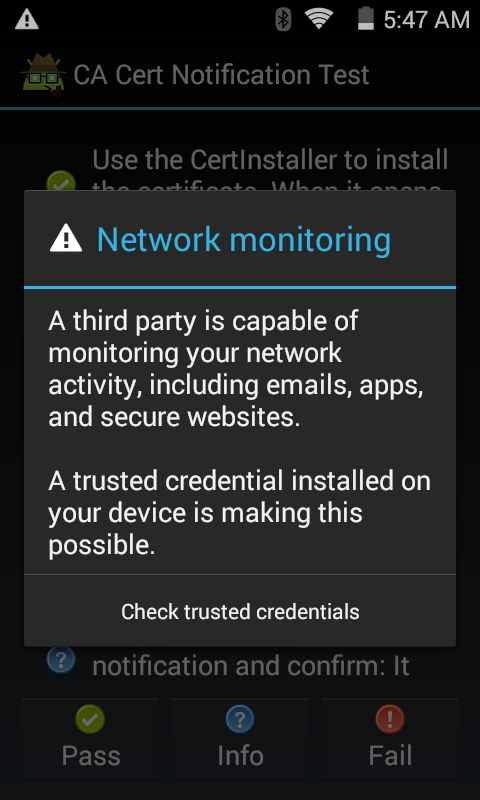 5:47 AM
CA Cert Notification Test
Use the CertInstaller to install
the certificate. When it opens
Network monitoring
A third party is capable of
monitoring your network
activity, including emails, apps,
and secure websites.
A trusted credential installed on
your device is making this
possible.
Check trusted credentials
notification and confirm: It
Pass
Info
Fail